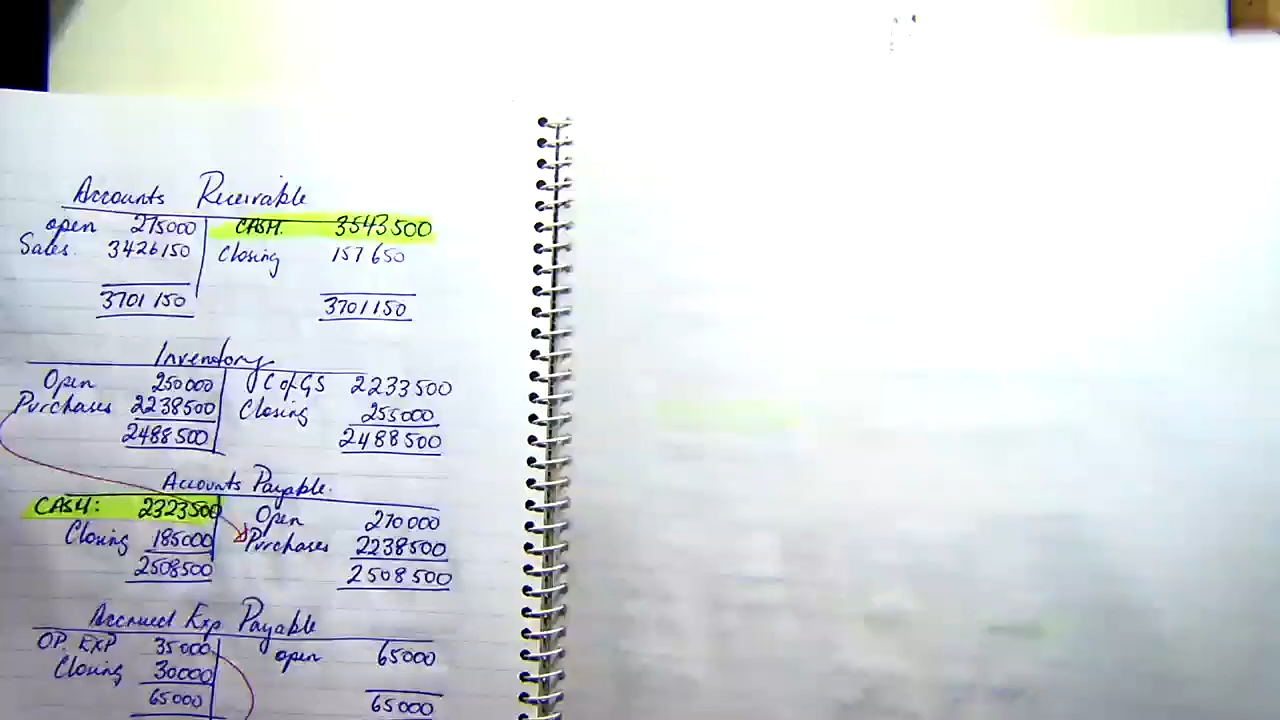 Accounts Receivable
open 275000 CASH. 3543500
Sales. 3426150 Closing 157650
3701150 3701150
Inventory
Open 250000 C of GS 2233500
Purchases 2238500 Closing 255000
2488500 2488500
Accounts Payable.
CASH: 2323500 Open 270000
Closing 185000 Purchases 2238500
2508500 2508500
Accrued Exp Payable
OP. EXP 35000 open 65000
Closing 30000
65000 65000